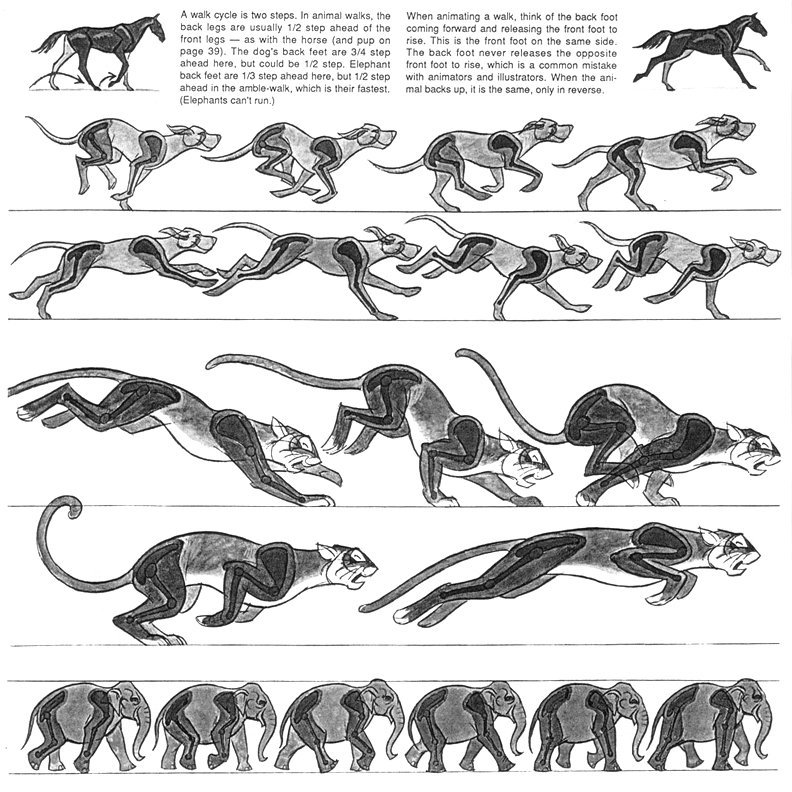 A walk cycle is two steps. In animal walks, the
back legs are usually 1/2 step ahead of the
front legs — as with the horse (and pup on
page 39). The dog's back feet are 3/4 step
ahead here, but could be 1/2 step. Elephant
back feet are 1/3 step ahead here, but 1/2 step
ahead in the amble-walk, which is their fastest.
(Elephants can't run.)
When animating a walk, think of the back foot
coming forward and releasing the front foot to
rise. This is the front foot on the same side.
The back foot never releases the opposite
front foot to rise, which is a common mistake
with animators and illustrators. When the ani-
mal backs up, it is the same, only in reverse.